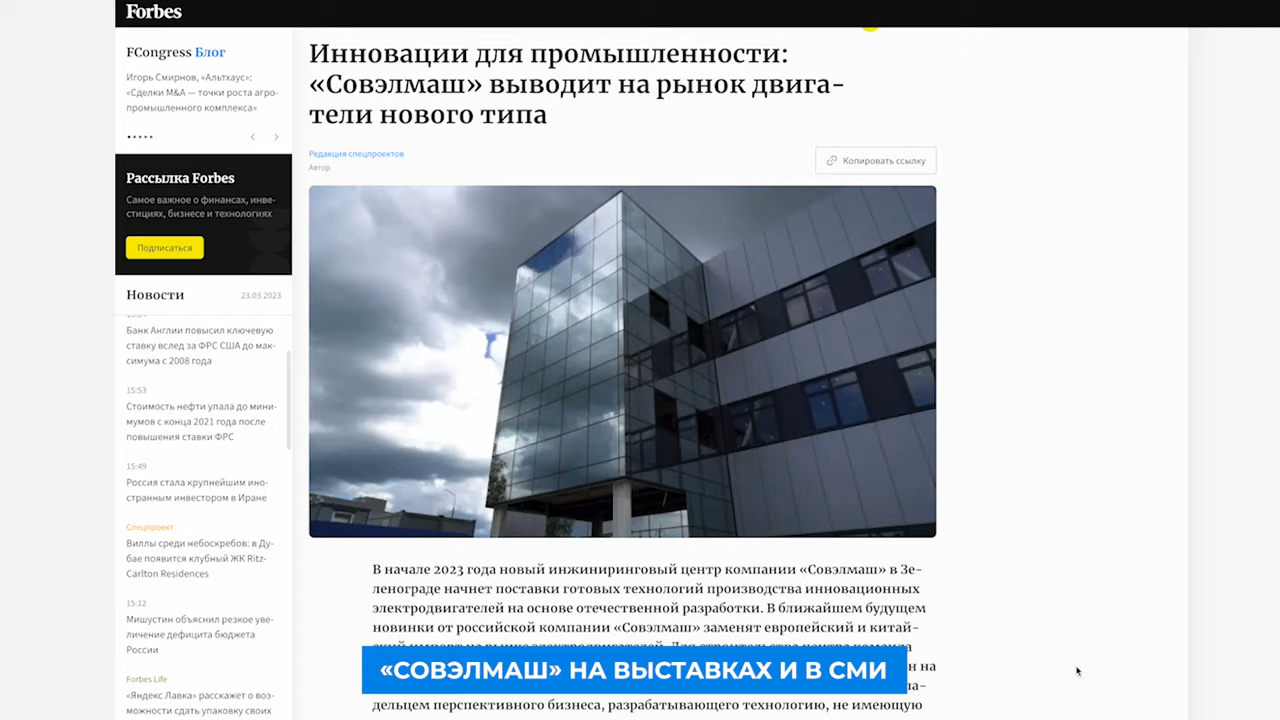 Forbes
FCongress Блог
Игорь Смирнов, «Альтхаус»:
«Сделки M&A — точки роста агро-
промышленного комплекса»
Рассылка Forbes
Самое важное о финансах, инве-
стициях, бизнесе и технологиях
Подписаться
Новости
23.03.2023
Банк Англии повысил ключевую
ставку вслед за ФРС США до мак-
симума с 2008 года
15:53
Стоимость нефти упала до мини-
мумов с конца 2021 года после
повышения ставки ФРС
15:49
Россия стала крупнейшим ино-
странным инвестором в Иране
Спецпроект
Виллы среди небоскребов: в Ду-
бае появится клубный ЖК Ritz-
Carlton Residences
15:12
Мишустин объяснил резкое уве-
личение дефицита бюджета
России
Forbes Life
«Яндекс Лавка» расскажет о воз-
можности сдать упаковку своих
Инновации для промышленности:
«Совэлмаш» выводит на рынок двига-
тели нового типа
Редакция спецпроектов
Автор
Копировать ссылку
В начале 2023 года новый инжиниринговый центр компании «Совэлмаш» в Зе-
ленограде начнет поставки готовых технологий производства инновационных
электродвигателей на основе отечественной разработки. В ближайшем будущем
новинки от российской компании «Совэлмаш» заменят европейский и китай-
н на
«СОВЭЛМАШ» НА ВЫСТАВКАХ И В СМИ
дельцем перспективного бизнеса, разрабатывающего технологию, не имеющую